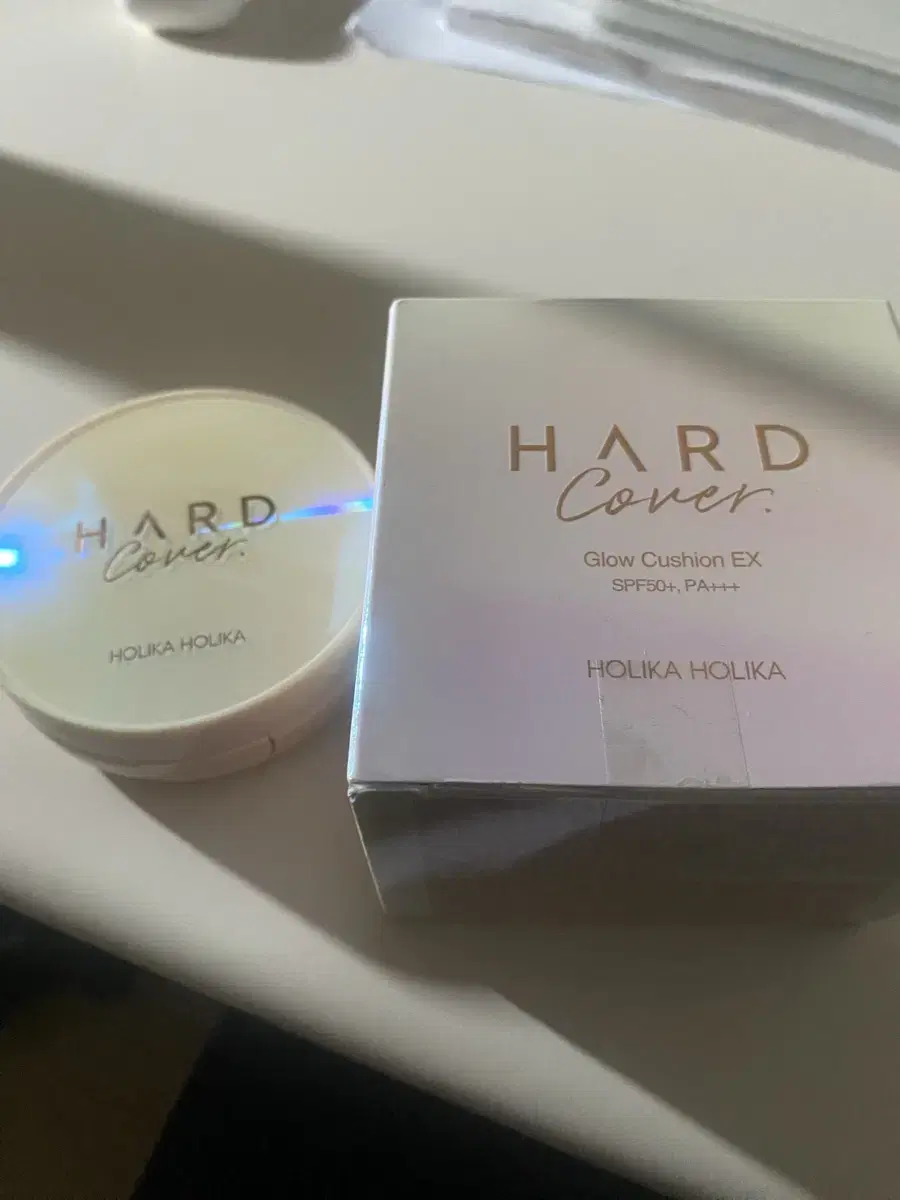 HARD
Cover.
HOLIKA HOLIKA
HARD
Cover.
Glow Cushion EX
SPF50+, PA+++
HOLIKA HOLIKA